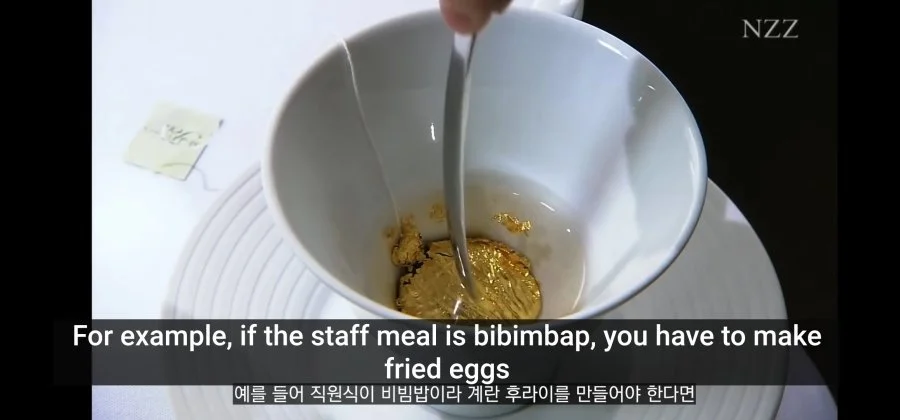 NZZ
For example, if the staff meal is bibimbap, you have to make
fried eggs
예를 들어 직원식이 비빔밥이라 계란 후라이를 만들어야 한다면